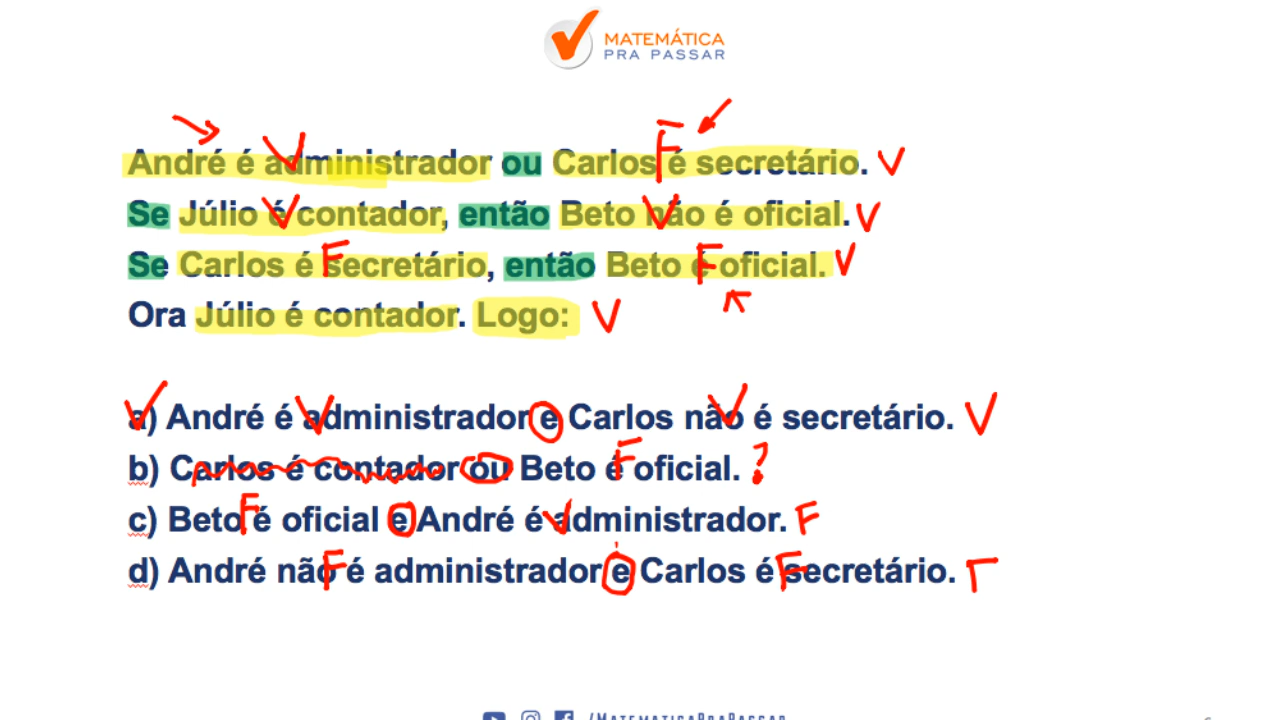 MATEMÁTICA
PRA PASSAR
André é administrador ou Carlos é secretário. V
V F
Se Júlio é contador, então Beto não é oficial. V
V V
Se Carlos é secretário, então Beto é oficial. V
F F
Ora Júlio é contador. Logo: V
a) André é administrador e Carlos não é secretário. V
V V
b) Carlos é contador ou Beto é oficial. ?
F
c) Beto é oficial e André é administrador. F
F V
d) André não é administrador e Carlos é secretário.
F F
/MATEMATICAPRAPASSAR